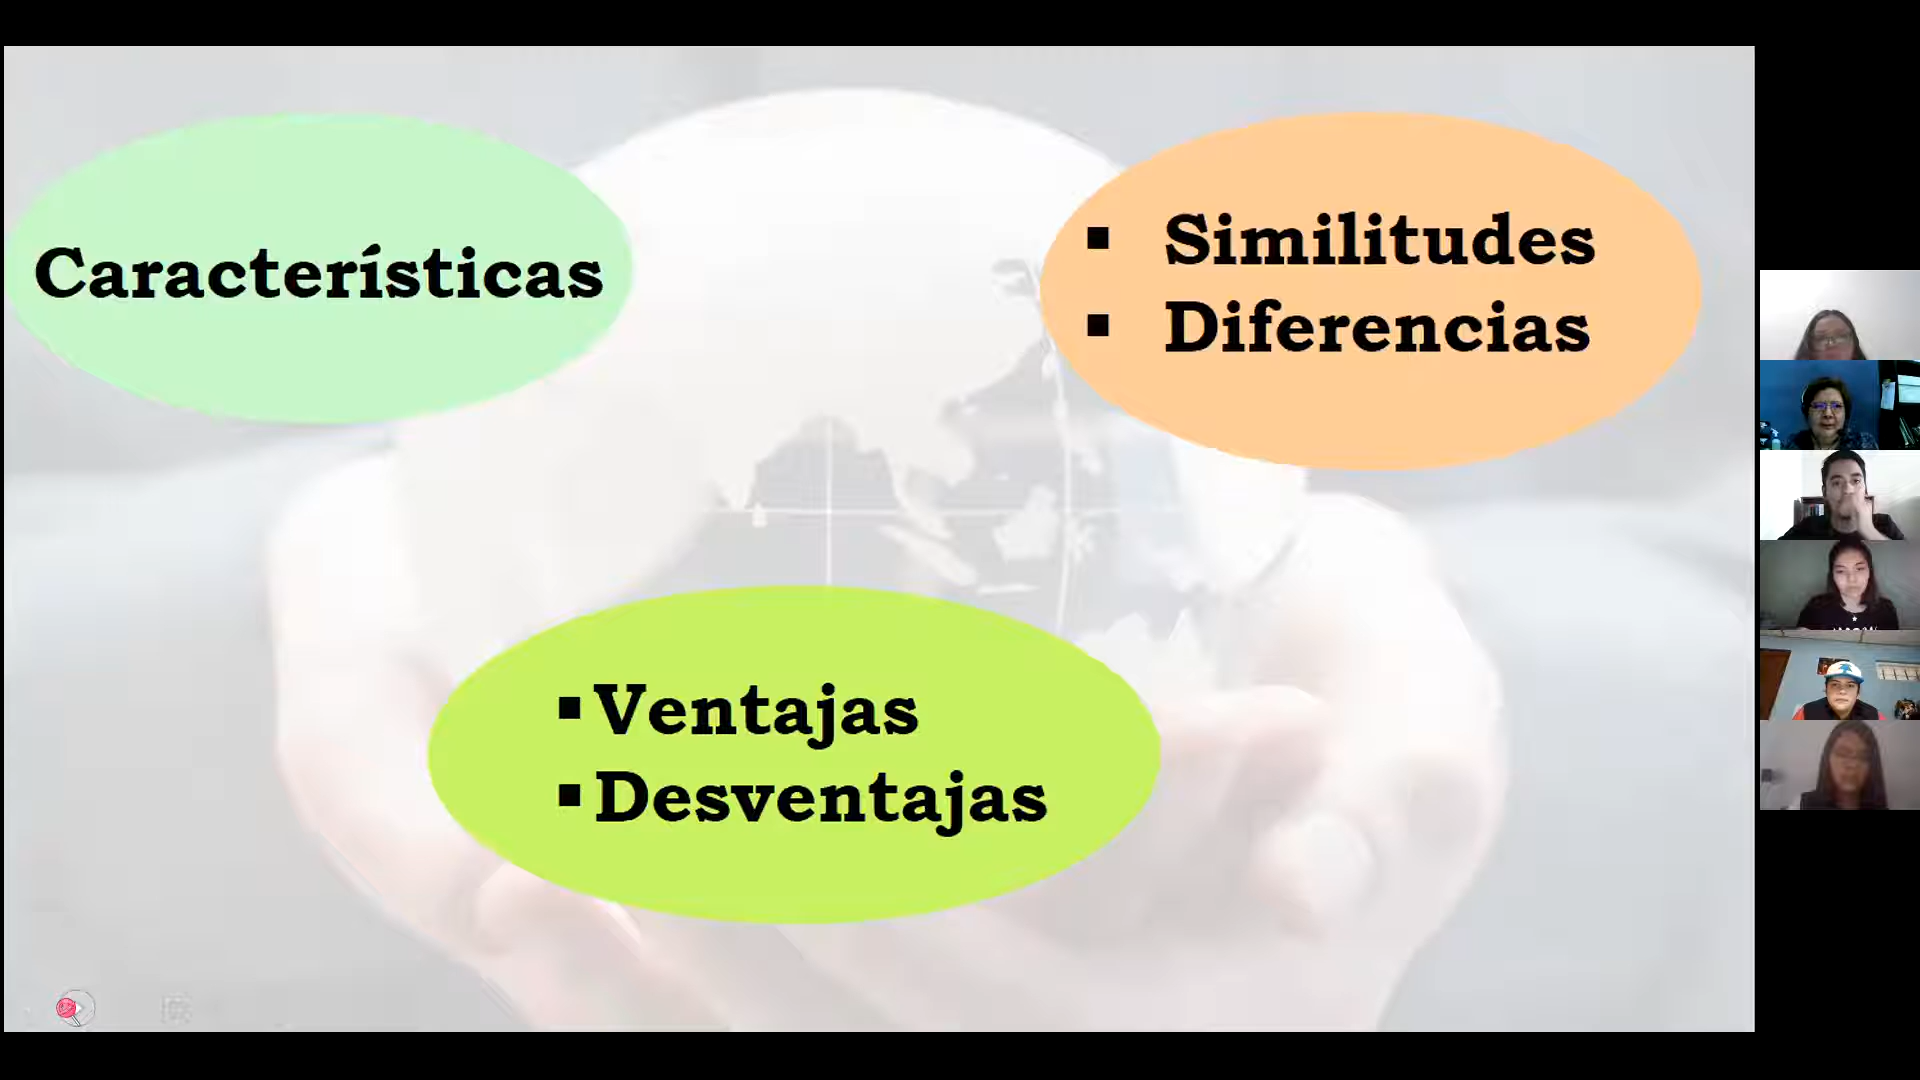 Características
▪ Similitudes
▪ Diferencias
▪ Ventajas
▪ Desventajas